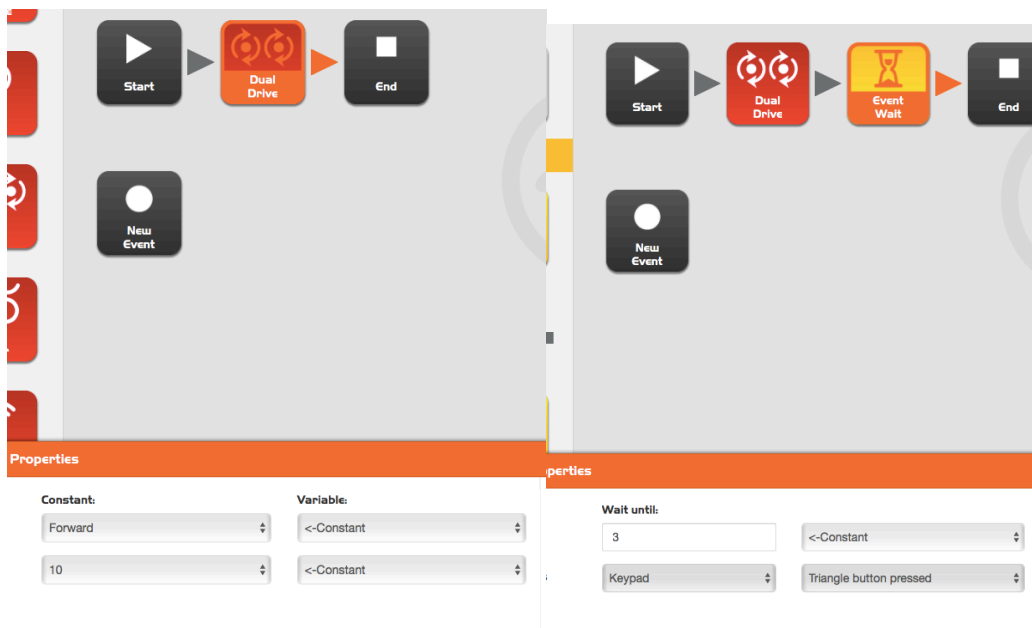 Start
Dual
Drive
End
New
Event
Properties
Constant:
Variable:
Forward
<-Constant
10
<-Constant
Start
Dual
Drive
Event
Wait
End
New
Event
operties
Wait until:
3
<-Constant
Keypad
Triangle button pressed